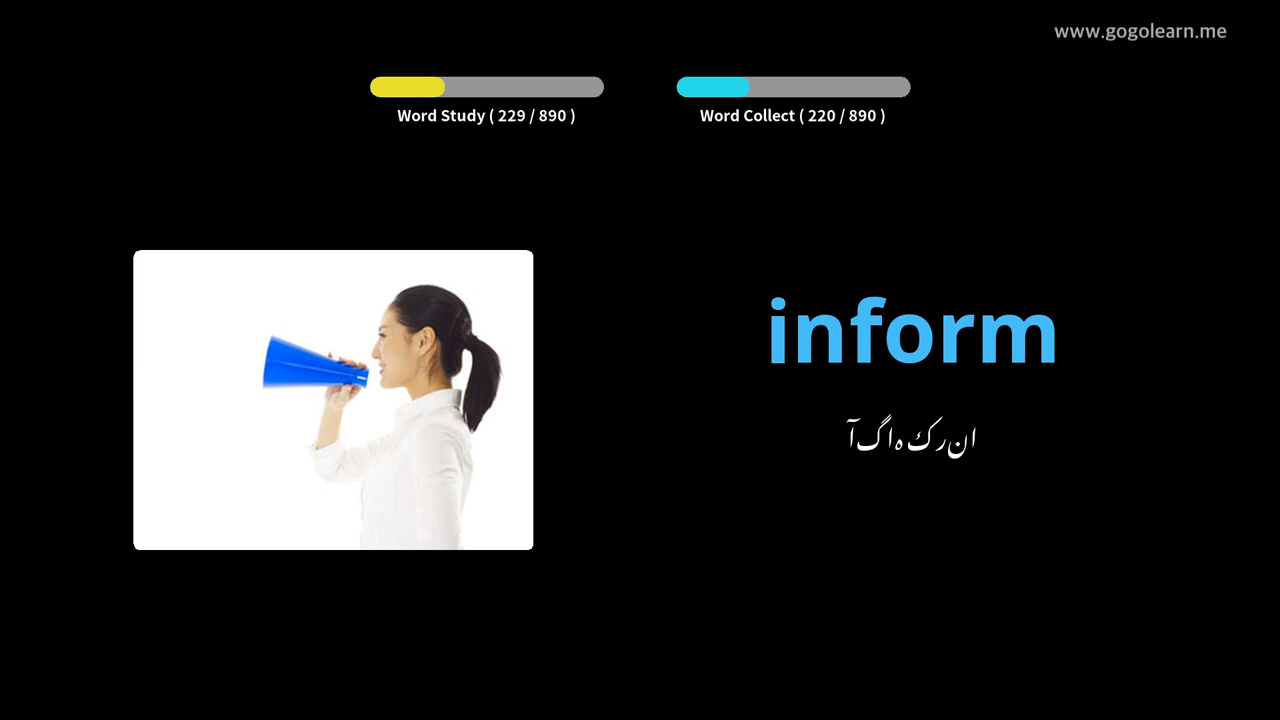 www.gogolearn.me
Word Study ( 229 / 890 )
Word Collect ( 220 / 890 )
inform
آگاہ کرنا